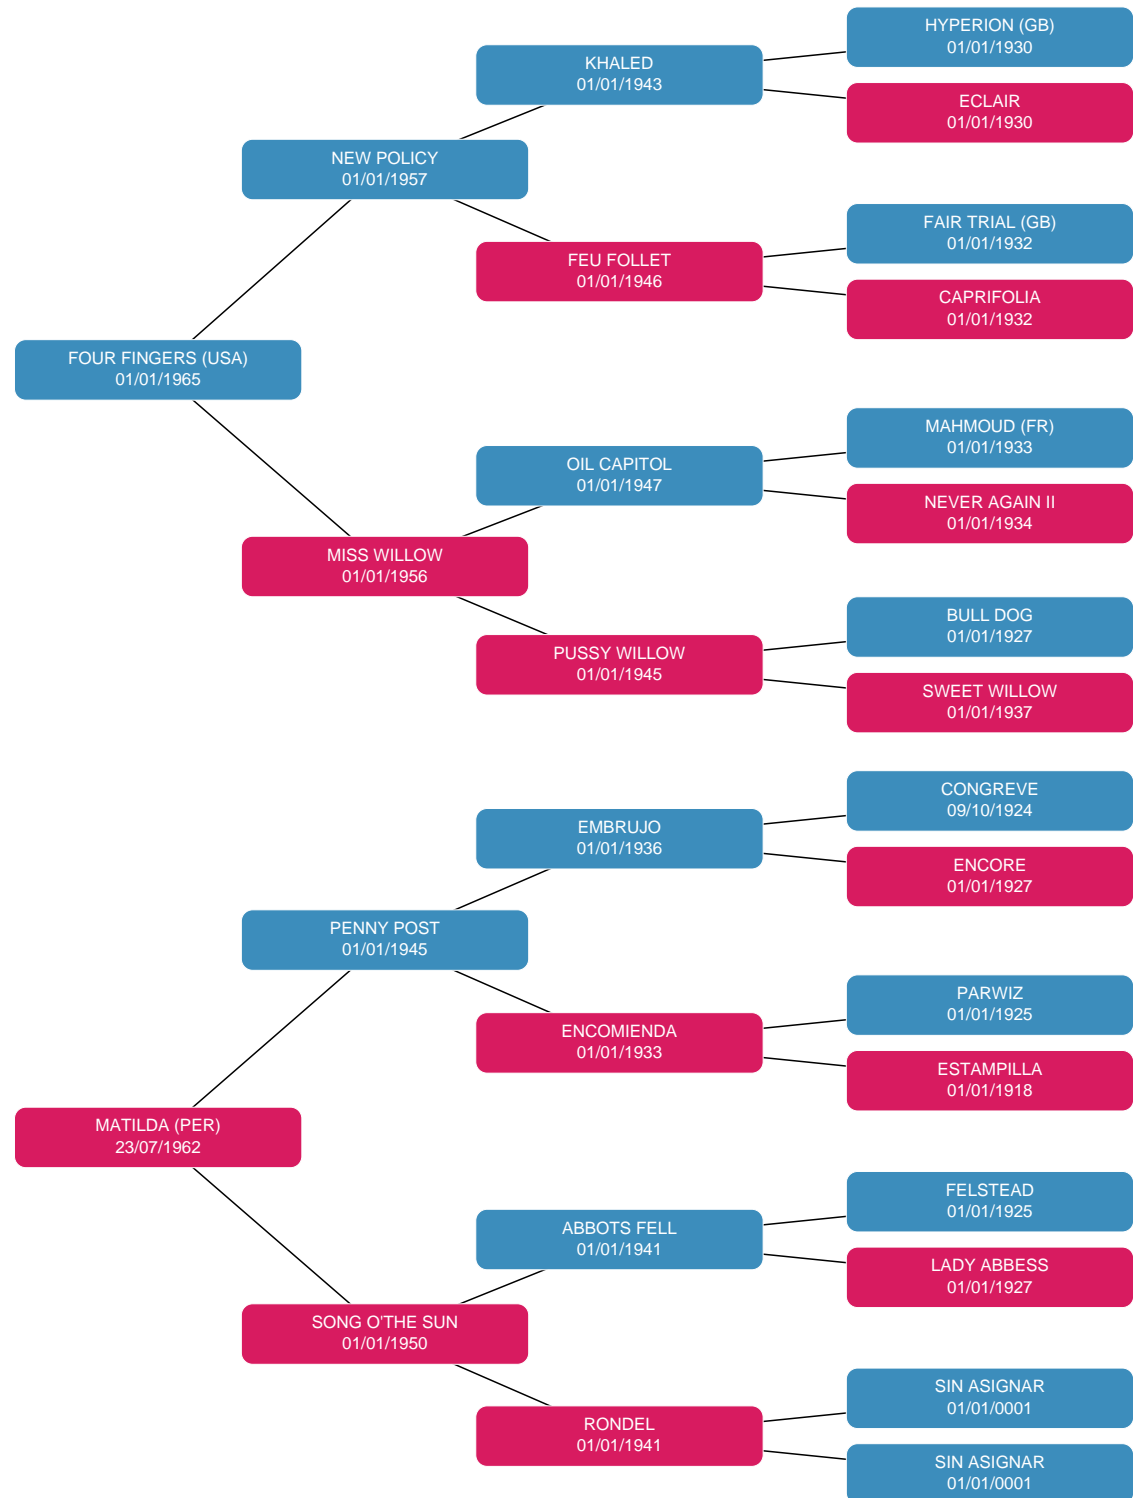 HYPERION (GB)
01/01/1930
KHALED
01/01/1943
ECLAIR
01/01/1930
NEW POLICY
01/01/1957
FAIR TRIAL (GB)
01/01/1932
FEU FOLLET
01/01/1946
CAPRIFOLIA
01/01/1932
FOUR FINGERS (USA)
01/01/1965
MAHMOUD (FR)
01/01/1933
OIL CAPITOL
01/01/1947
NEVER AGAIN II
01/01/1934
MISS WILLOW
01/01/1956
BULL DOG
01/01/1927
PUSSY WILLOW
01/01/1945
SWEET WILLOW
01/01/1937
CONGREVE
09/10/1924
EMBRUJO
01/01/1936
ENCORE
01/01/1927
PENNY POST
01/01/1945
PARWIZ
01/01/1925
ENCOMIENDA
01/01/1933
ESTAMPILLA
01/01/1918
MATILDA (PER)
23/07/1962
FELSTEAD
01/01/1925
ABBOTS FELL
01/01/1941
LADY ABBESS
01/01/1927
SONG O'THE SUN
01/01/1950
SIN ASIGNAR
01/01/0001
RONDEL
01/01/1941
SIN ASIGNAR
01/01/0001